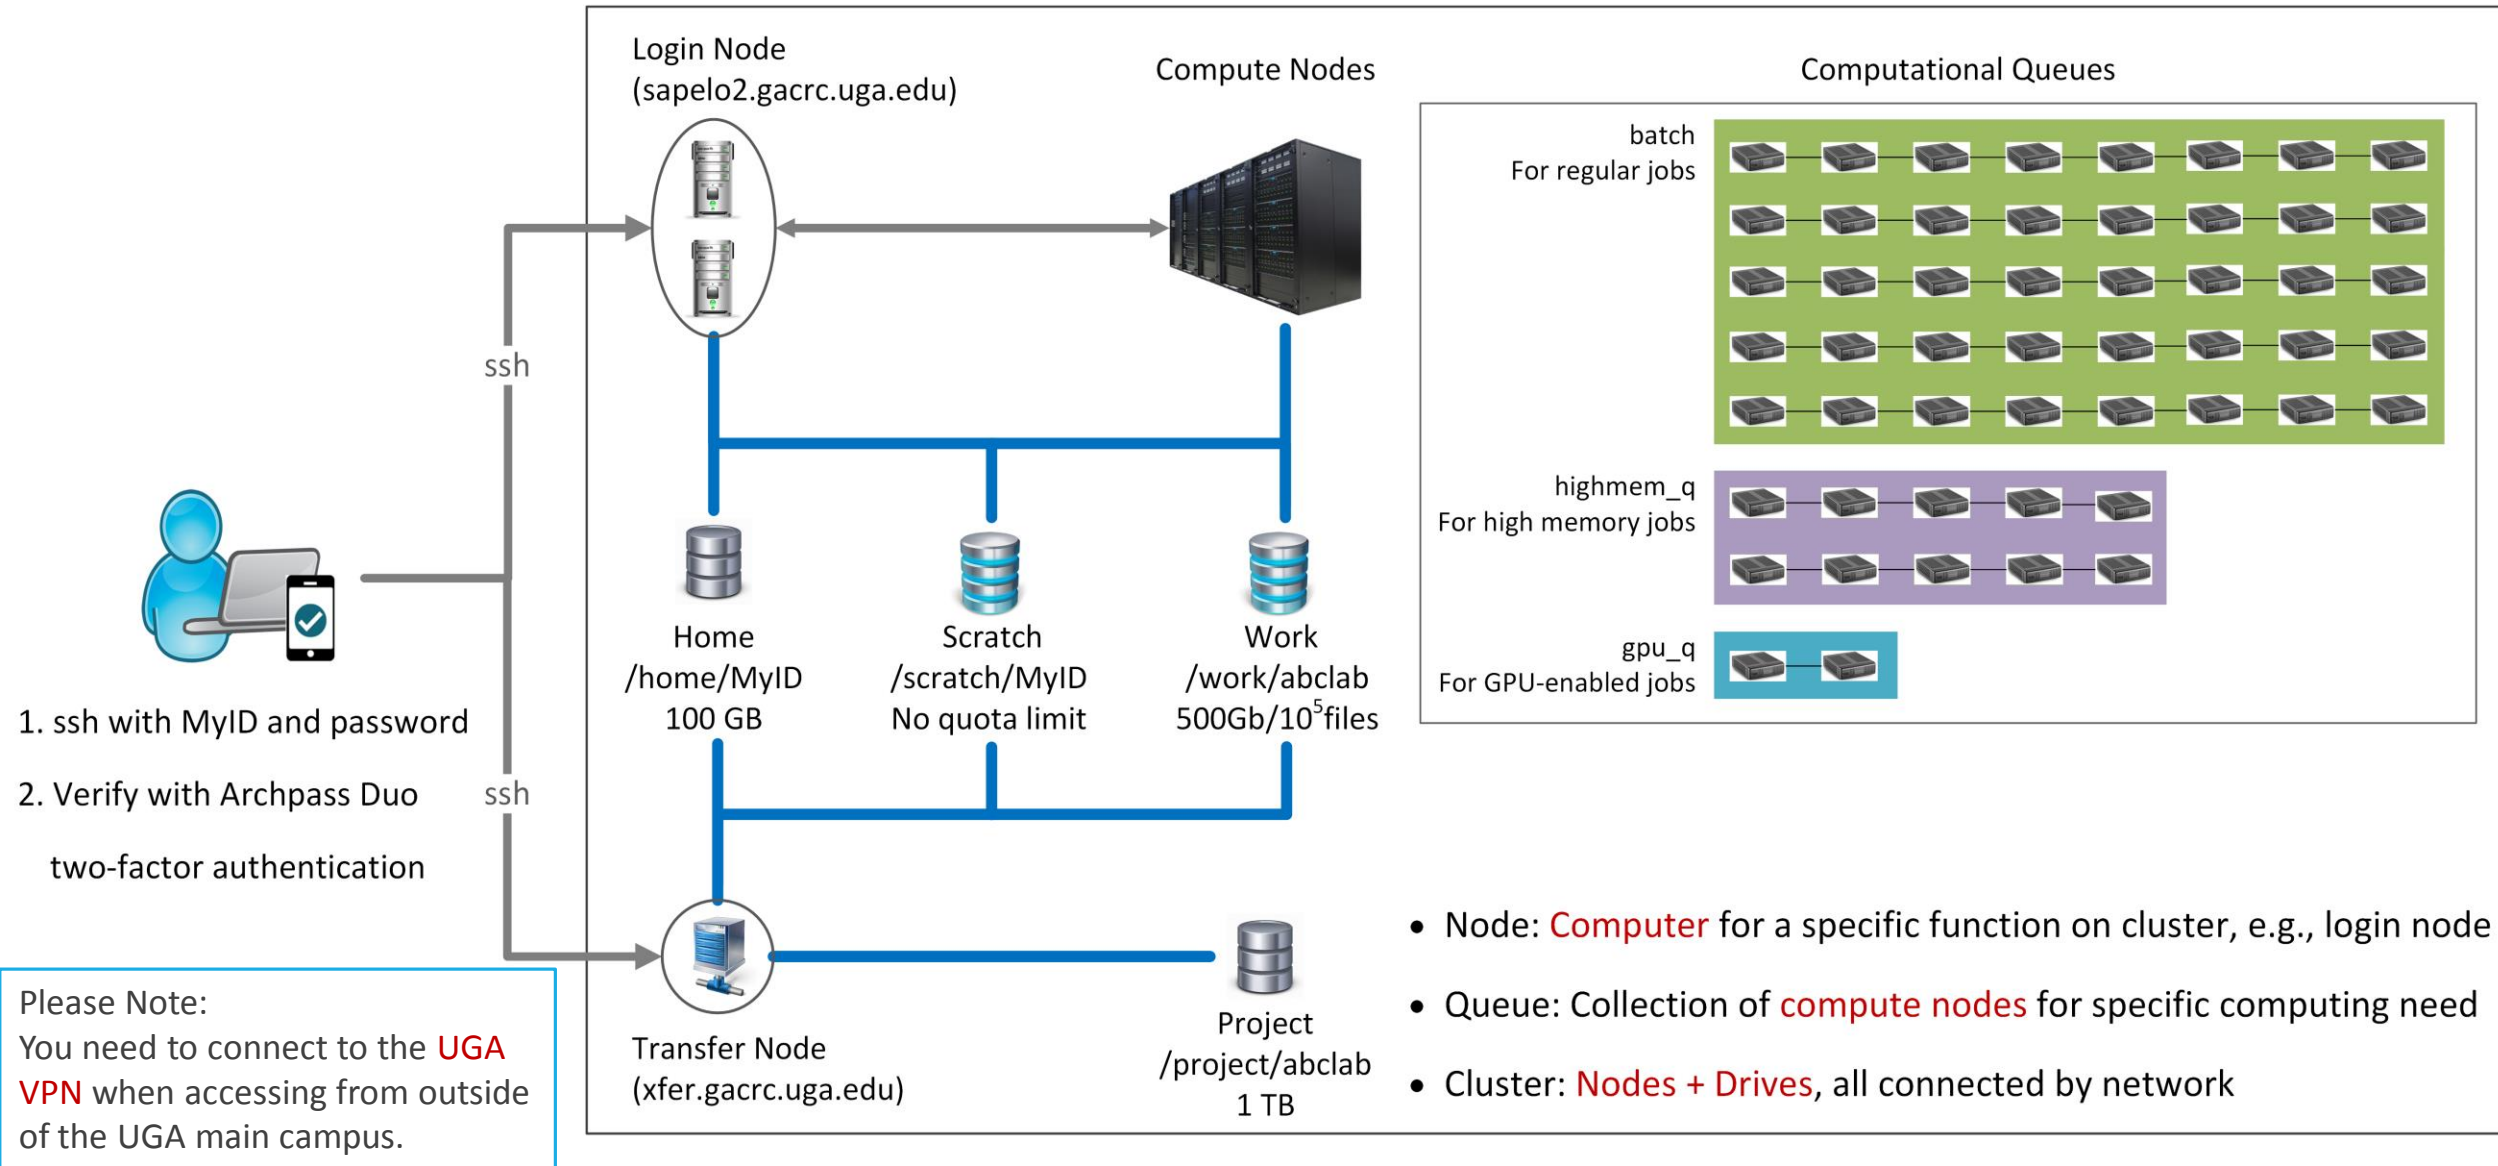 Login Node
(sapelo2.gacrc.uga.edu)
Compute Nodes
Computational Queues
batch
For regular jobs
highmem_q
For high memory jobs
gpu_q
For GPU-enabled jobs
ssh
Home
/home/MyID
100 GB
Scratch
/scratch/MyID
No quota limit
Work
/work/abclab
500Gb/10⁵files
1. ssh with MyID and password
2. Verify with Archpass Duo
two-factor authentication
ssh
Please Note:
You need to connect to the UGA
VPN when accessing from outside
of the UGA main campus.
Transfer Node
(xfer.gacrc.uga.edu)
Project
/project/abclab
1 TB
• Node: Computer for a specific function on cluster, e.g., login node
• Queue: Collection of compute nodes for specific computing need
• Cluster: Nodes + Drives, all connected by network